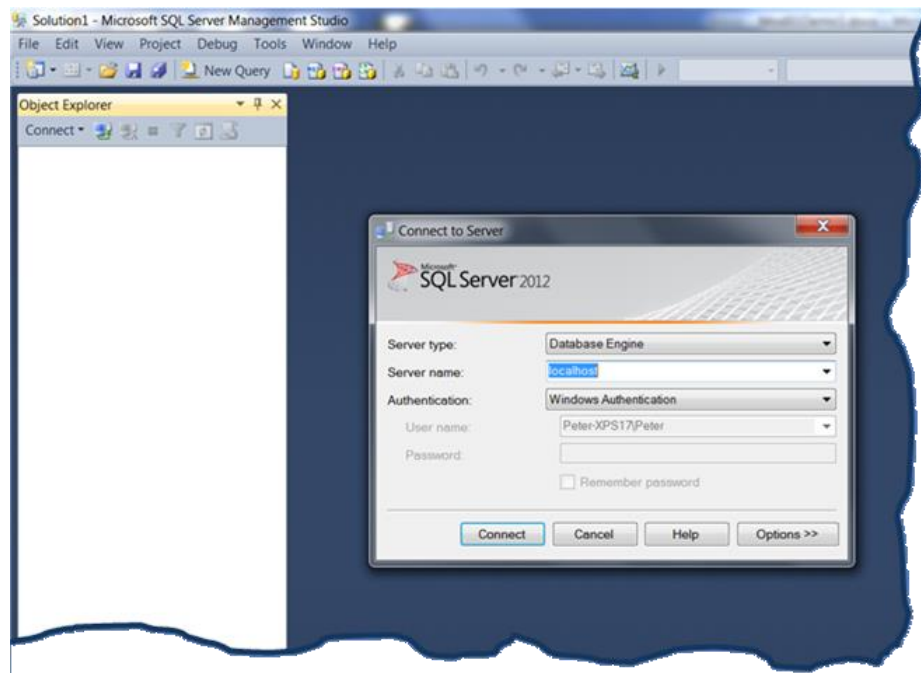 Solution1 - Microsoft SQL Server Management Studio
File Edit View Project Debug Tools Window Help
New Query
Object Explorer
Connect
Connect to Server
Microsoft
SQL Server 2012
Server type: Database Engine
Server name: localhost
Authentication: Windows Authentication
User name: Peter-XPS17\Peter
Password:
Remember password
Connect Cancel Help Options >>